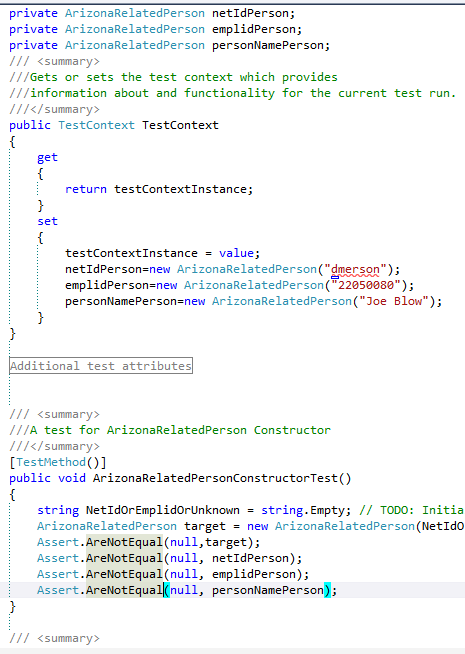 private ArizonaRelatedPerson netIdPerson;
private ArizonaRelatedPerson emplidPerson;
private ArizonaRelatedPerson personNamePerson;
/// <summary>
///Gets or sets the test context which provides
///information about and functionality for the current test run.
///</summary>
public TestContext TestContext
{
get
{
return testContextInstance;
}
set
{
testContextInstance = value;
netIdPerson=new ArizonaRelatedPerson("dmerson");
emplidPerson=new ArizonaRelatedPerson("22050080");
personNamePerson=new ArizonaRelatedPerson("Joe Blow");
}
}
Additional test attributes
/// <summary>
///A test for ArizonaRelatedPerson Constructor
///</summary>
[TestMethod()]
public void ArizonaRelatedPersonConstructorTest()
{
string NetIdOrEmplidOrUnknown = string.Empty; // TODO: Initia
ArizonaRelatedPerson target = new ArizonaRelatedPerson(NetIdO
Assert.AreNotEqual(null,target);
Assert.AreNotEqual(null, netIdPerson);
Assert.AreNotEqual(null, emplidPerson);
Assert.AreNotEqual(null, personNamePerson);
}
/// <summary>